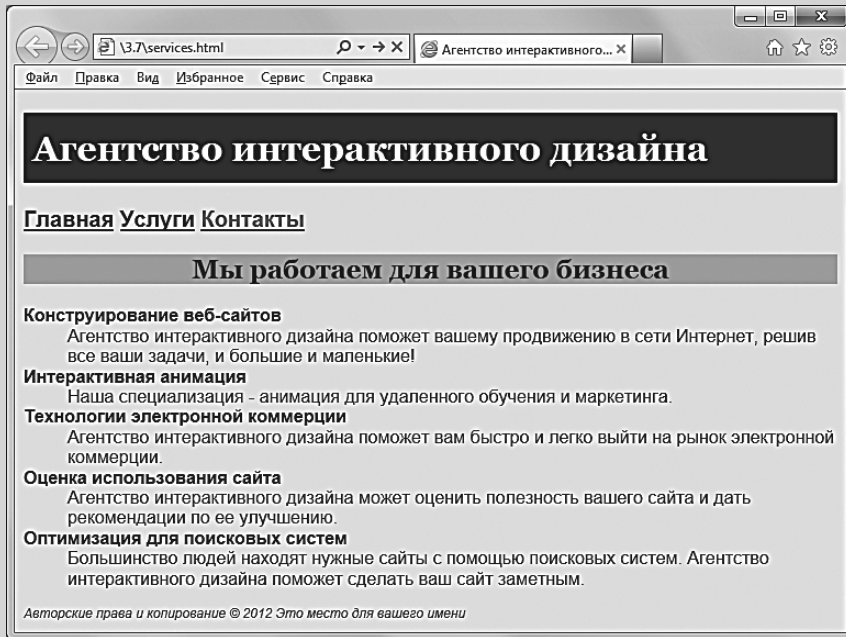 \3.7\services.html
Агентство интерактивного...
Файл Правка Вид Избранное Сервис Справка
Агентство интерактивного дизайна
Главная Услуги Контакты
Мы работаем для вашего бизнеса
Конструирование веб-сайтов
Агентство интерактивного дизайна поможет вашему продвижению в сети Интернет, решив
все ваши задачи, и большие и маленькие!
Интерактивная анимация
Наша специализация - анимация для удаленного обучения и маркетинга.
Технологии электронной коммерции
Агентство интерактивного дизайна поможет вам быстро и легко выйти на рынок электронной
коммерции.
Оценка использования сайта
Агентство интерактивного дизайна может оценить полезность вашего сайта и дать
рекомендации по ее улучшению.
Оптимизация для поисковых систем
Большинство людей находят нужные сайты с помощью поисковых систем. Агентство
интерактивного дизайна поможет сделать ваш сайт заметным.
Авторские права и копирование © 2012 Это место для вашего имени